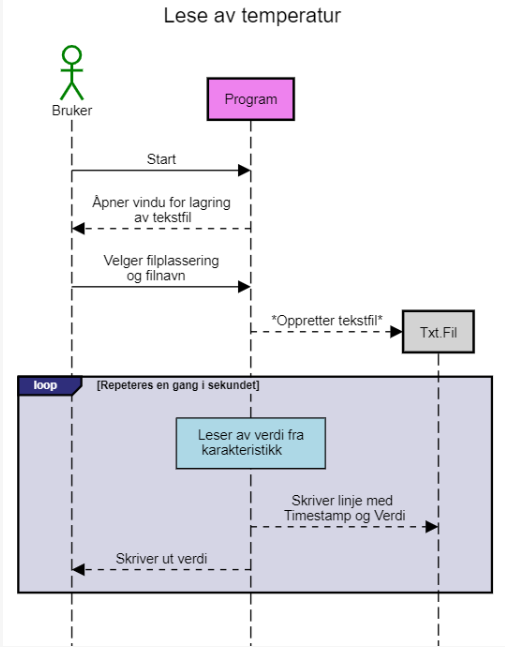 Lese av temperatur
Bruker
Program
Start
Åpner vindu for lagring
av tekstfil
Velger filplassering
og filnavn
*Oppretter tekstfil*
Txt.Fil
loop
[Repeteres en gang i sekundet]
Leser av verdi fra
karakteristikk
Skriver linje med
Timestamp og Verdi
Skriver ut verdi